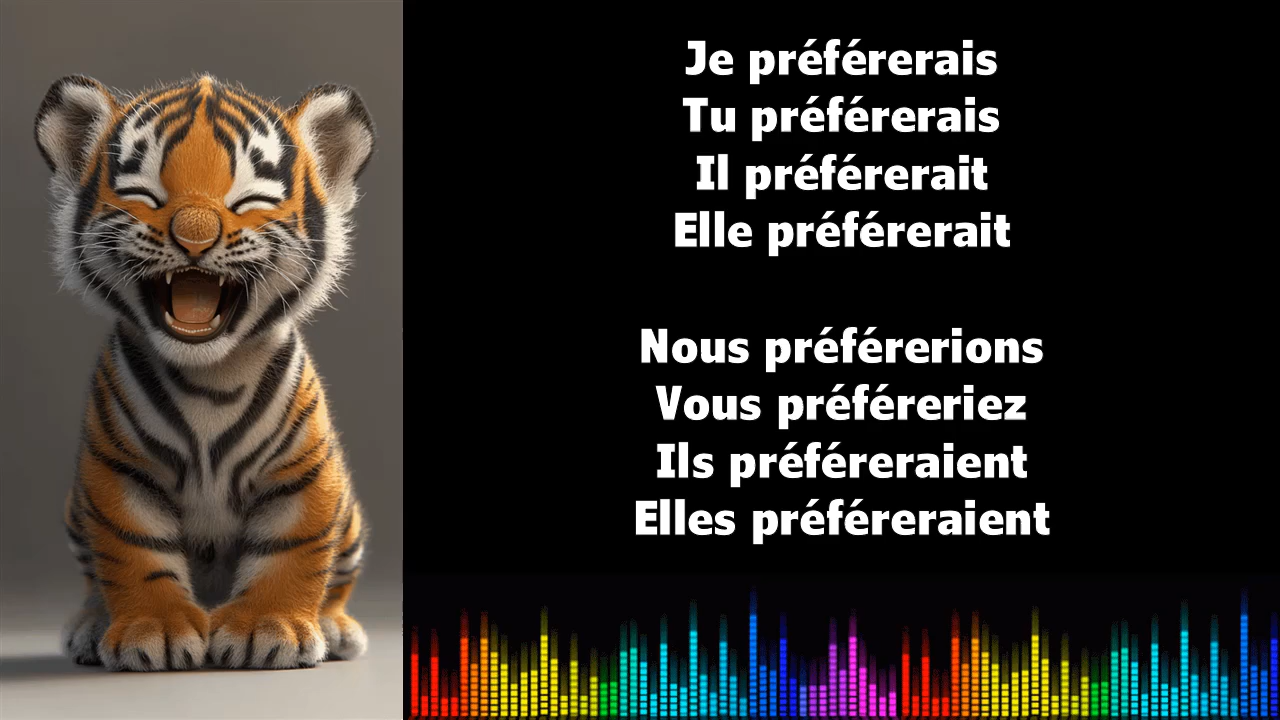 Je préférerais
Tu préférerais
Il préférerait
Elle préférerait
Nous préférerions
Vous préféreriez
Ils préféreraient
Elles préféreraient